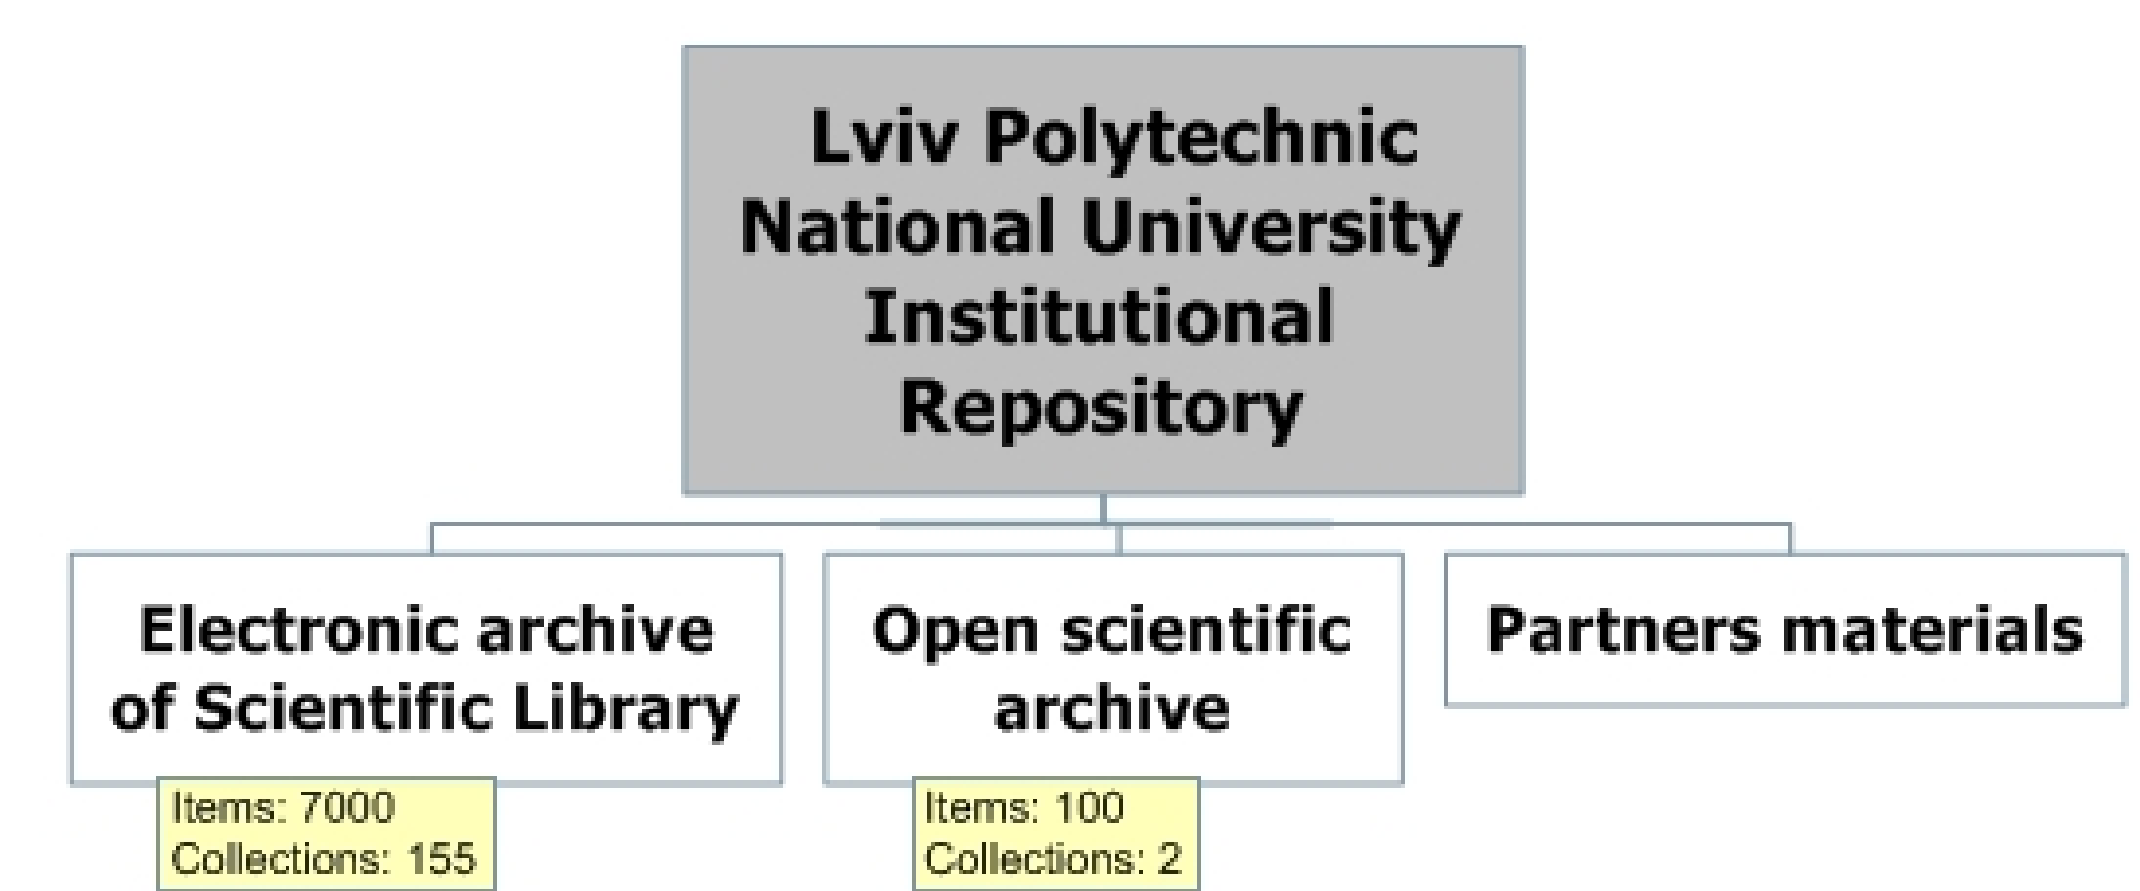 Lviv Polytechnic
National University
Institutional
Repository
Electronic archive
of Scientific Library
Items: 7000
Collections: 155
Open scientific
archive
Items: 100
Collections: 2
Partners materials